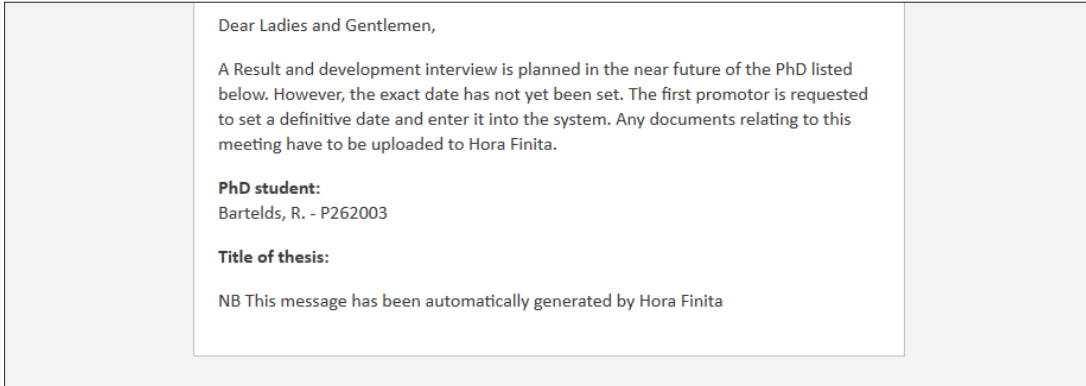 Dear Ladies and Gentlemen,
A Result and development interview is planned in the near future of the PhD listed
below. However, the exact date has not yet been set. The first promotor is requested
to set a definitive date and enter it into the system. Any documents relating to this
meeting have to be uploaded to Hora Finita.
PhD student:
Bartelds, R. - P262003
Title of thesis:
NB This message has been automatically generated by Hora Finita